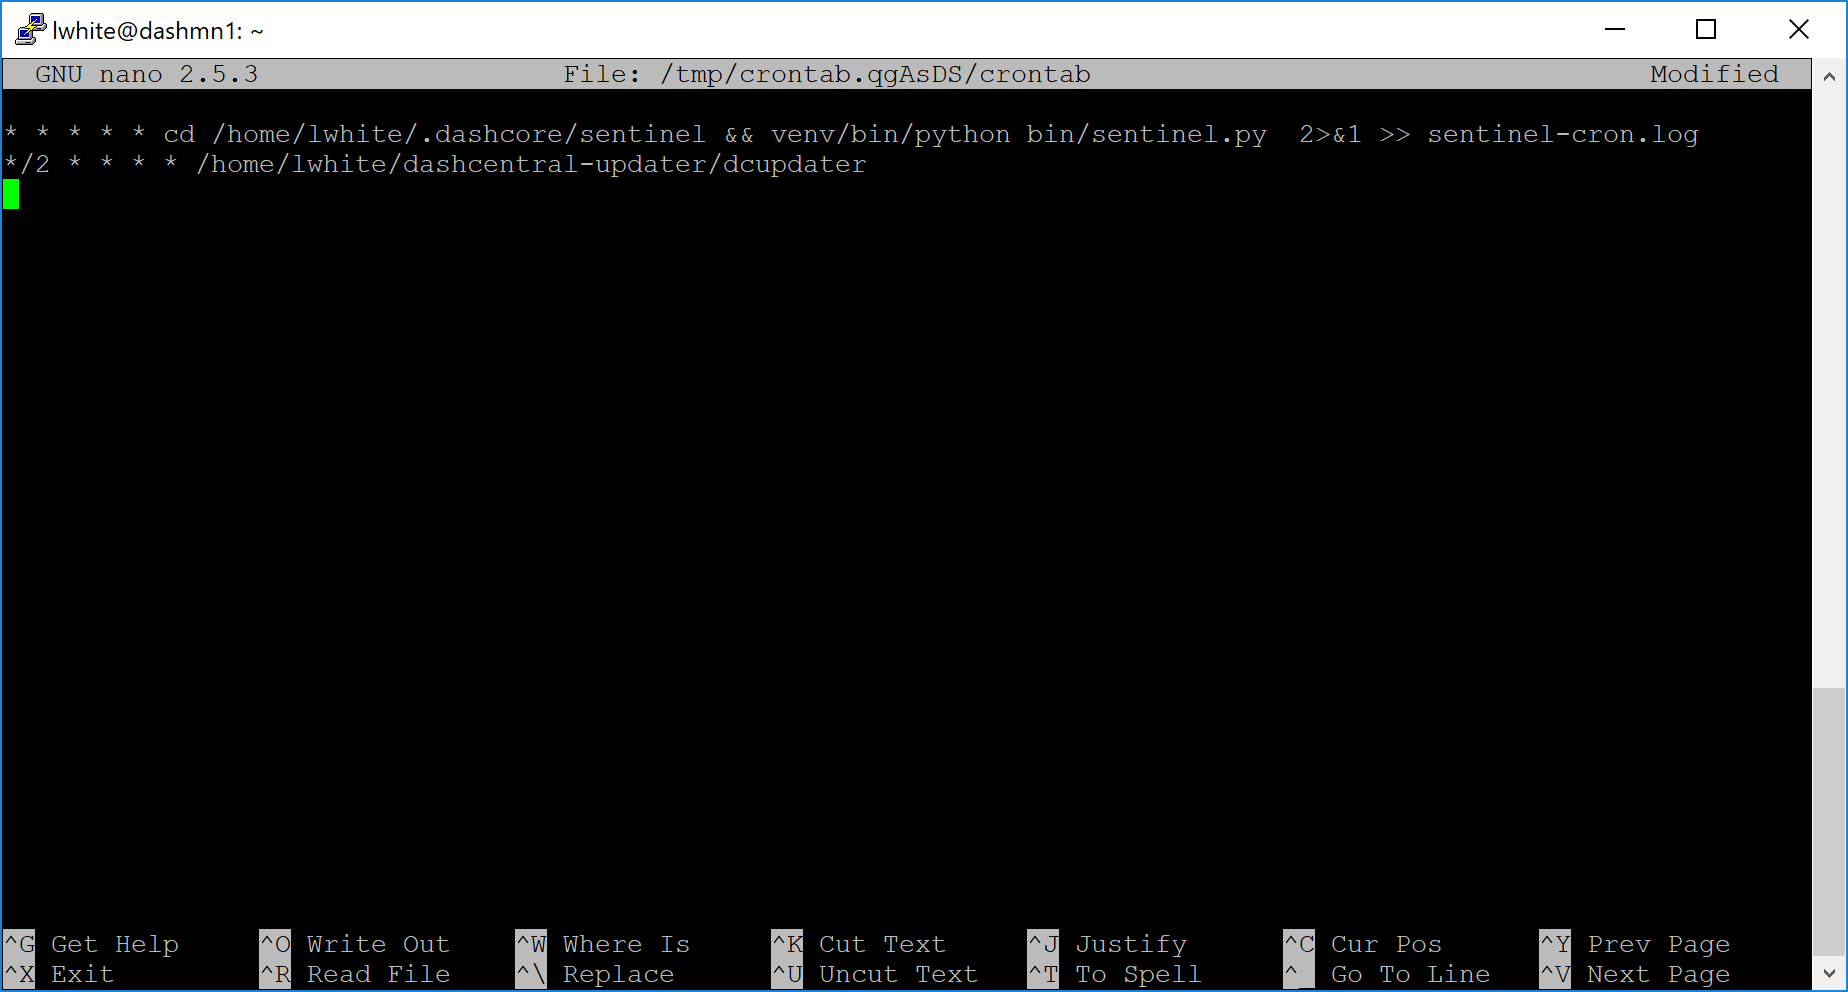 lwhite@dashmn1: ~
GNU nano 2.5.3 File: /tmp/crontab.qgAsDS/crontab Modified
* * * * * cd /home/lwhite/.dashcore/sentinel && venv/bin/python bin/sentinel.py  2>&1 >> sentinel-cron.log
*/2 * * * * /home/lwhite/dashcentral-updater/dcupdater
^G Get Help ^O Write Out ^W Where Is ^K Cut Text ^J Justify ^C Cur Pos ^Y Prev Page
^X Exit ^R Read File ^\ Replace ^U Uncut Text ^T To Spell ^_ Go To Line ^V Next Page